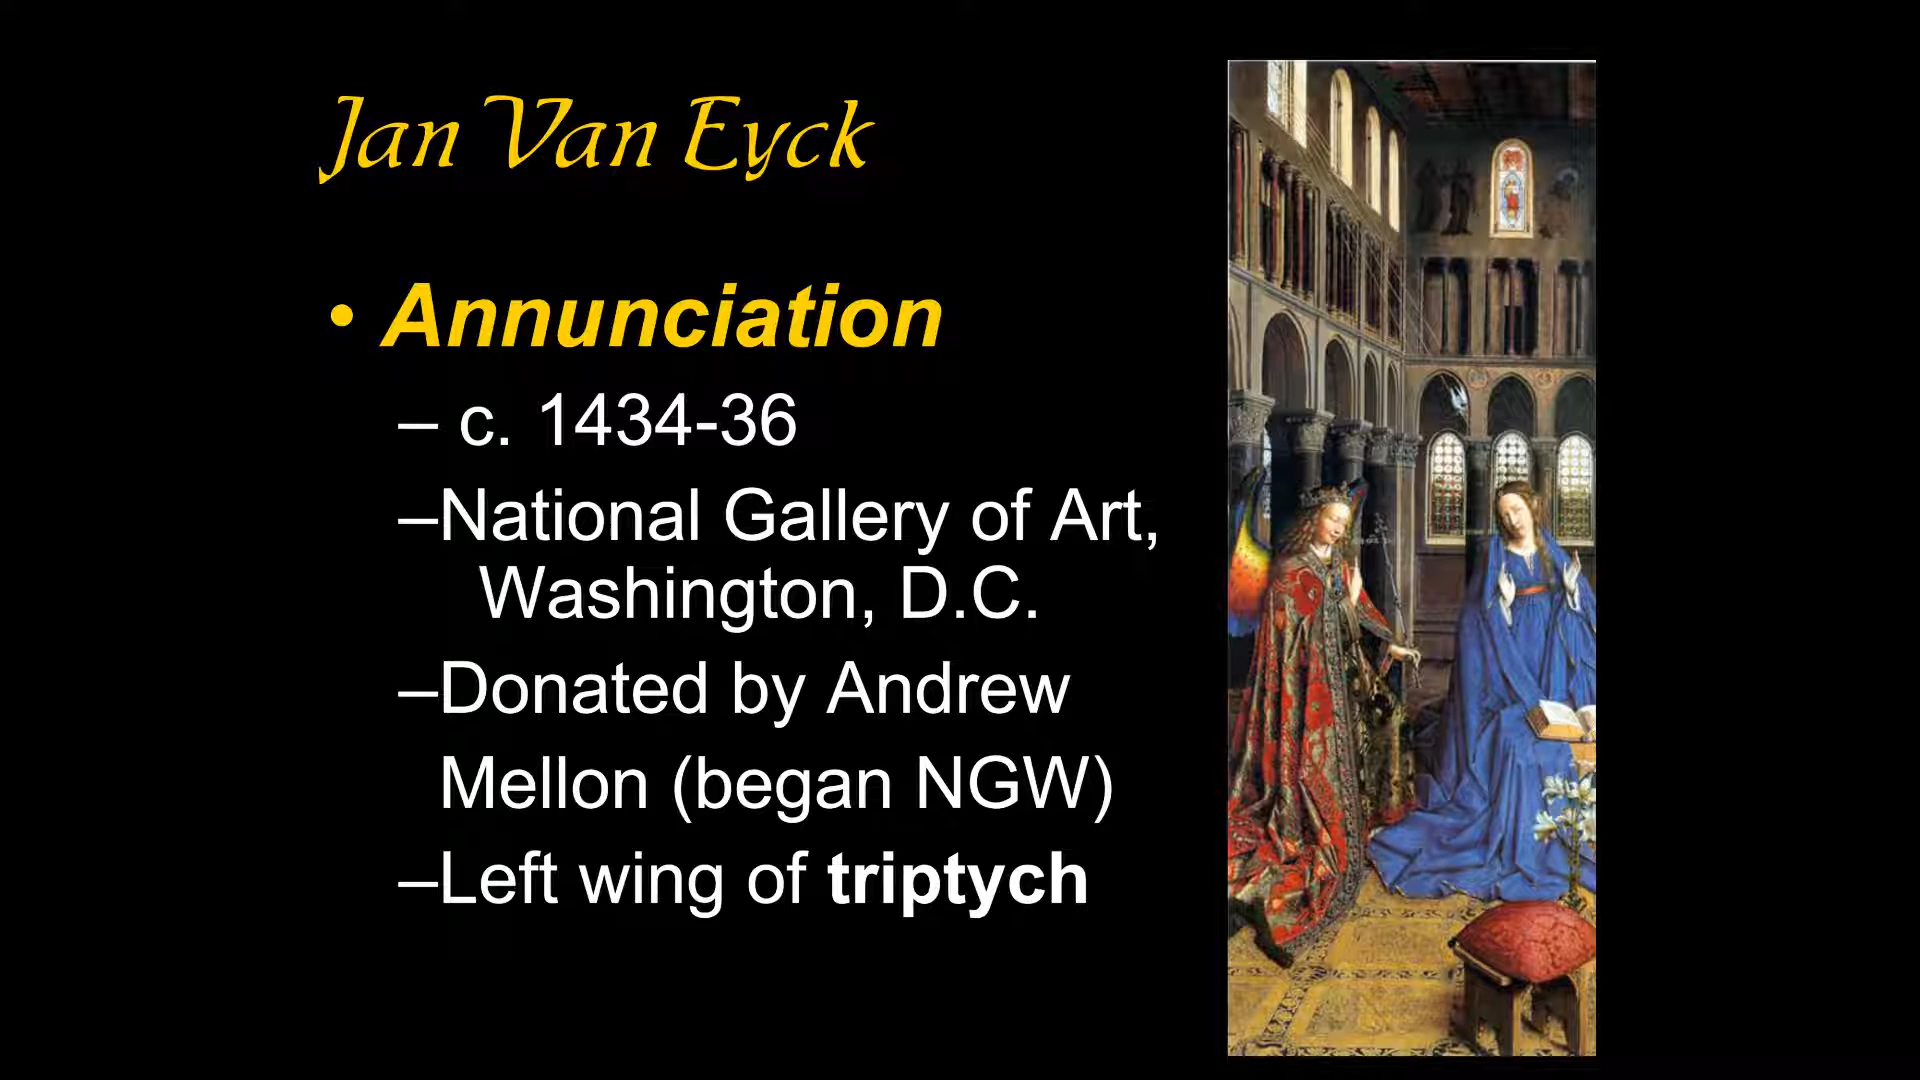 Jan Van Eyck
• Annunciation
– c. 1434-36
–National Gallery of Art,
Washington, D.C.
–Donated by Andrew
Mellon (began NGW)
–Left wing of triptych